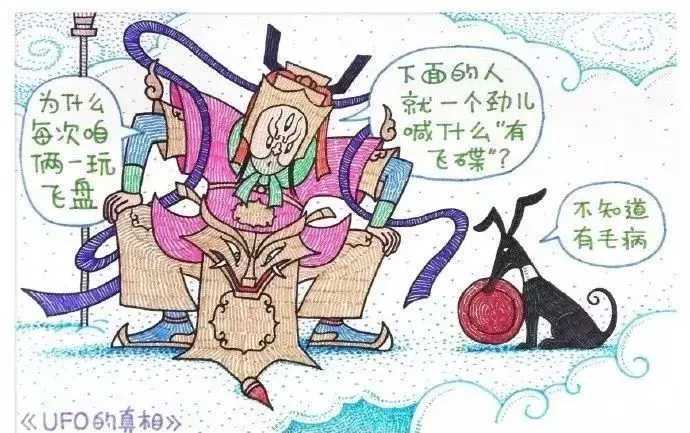 为什么
每次咱
俩一玩
飞盘
下面的人
就一个劲儿
喊什么"有
飞碟"?
不知道
有毛病
《UFO的真相》